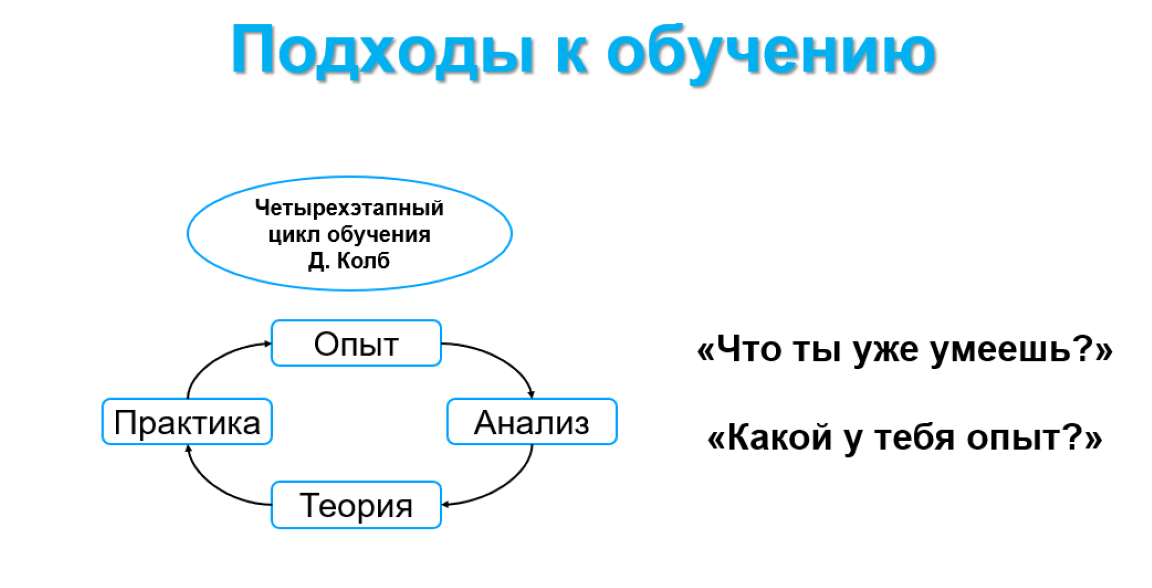 Подходы к обучению
Четырехэтапный
цикл обучения
Д. Колб
Опыт
Практика
Анализ
Теория
«Что ты уже умеешь?»
«Какой у тебя опыт?»